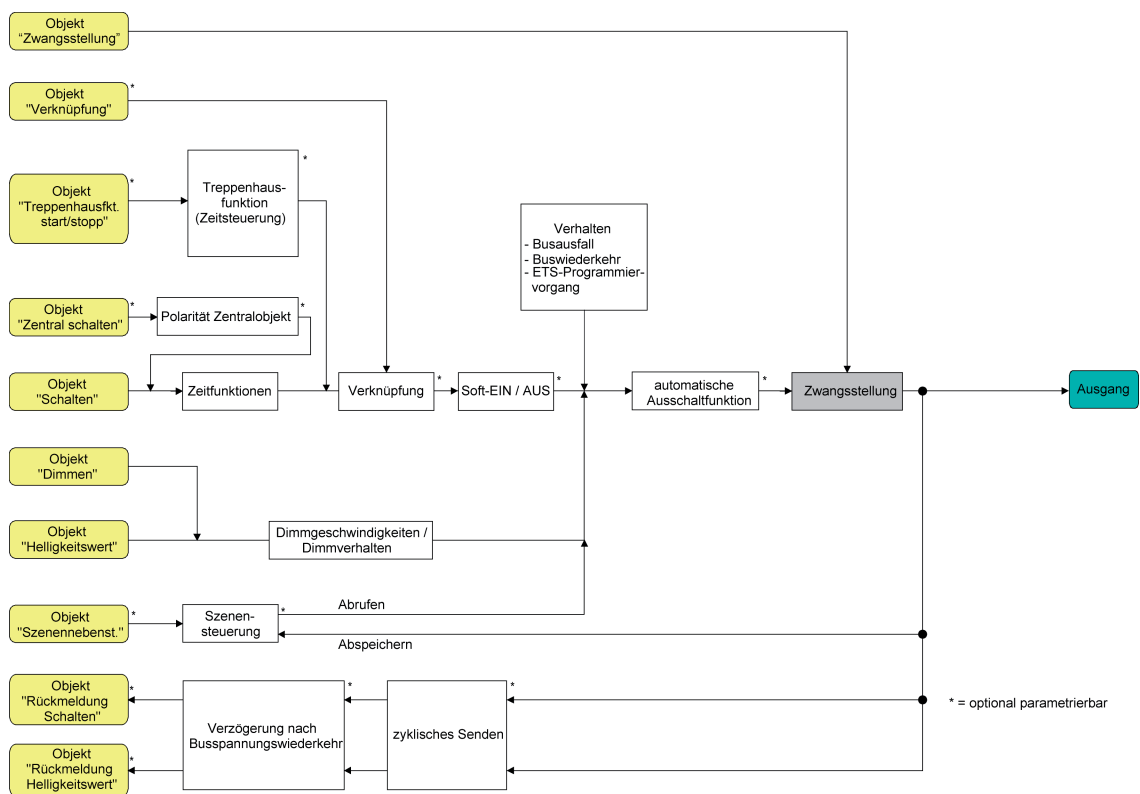 Objekt
“Zwangsstellung”
Objekt
"Verknüpfung"
*
Objekt
"Treppenhausfkt.
start/stopp"
*
Treppenhaus-
funktion
(Zeitsteuerung)
*
Verhalten
- Busausfall
- Buswiederkehr
- ETS-Programmier-
vorgang
Objekt
"Zentral schalten"
*
Polarität Zentralobjekt
*
Objekt
"Schalten"
Zeitfunktionen
Verknüpfung
*
Soft-EIN / AUS
*
automatische
Ausschaltfunktion
*
Zwangsstellung
Ausgang
Objekt
"Dimmen"
Objekt
"Helligkeitswert"
Dimmgeschwindigkeiten /
Dimmverhalten
Objekt
"Szenennebenst."
*
Szenen-
steuerung
*
Abrufen
Abspeichern
Objekt
"Rückmeldung
Schalten"
*
Verzögerung nach
Busspannungswiederkehr
*
zyklisches Senden
*
* = optional parametrierbar
Objekt
"Rückmeldung
Helligkeitswert"
*